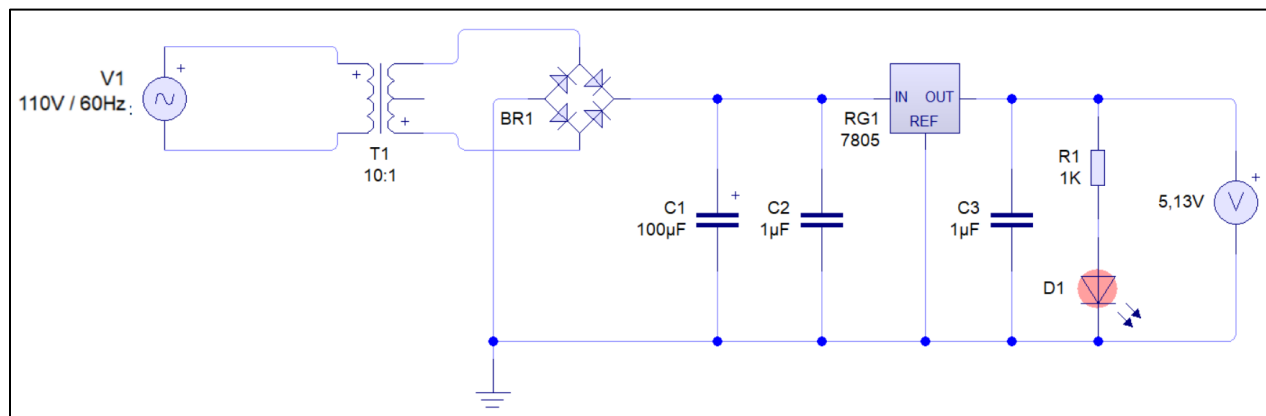 V1
110V / 60Hz
T1
10:1
BR1
C1
100µF
C2
1µF
IN OUT
REF
RG1
7805
C3
1µF
R1
1K
D1
5,13V
V